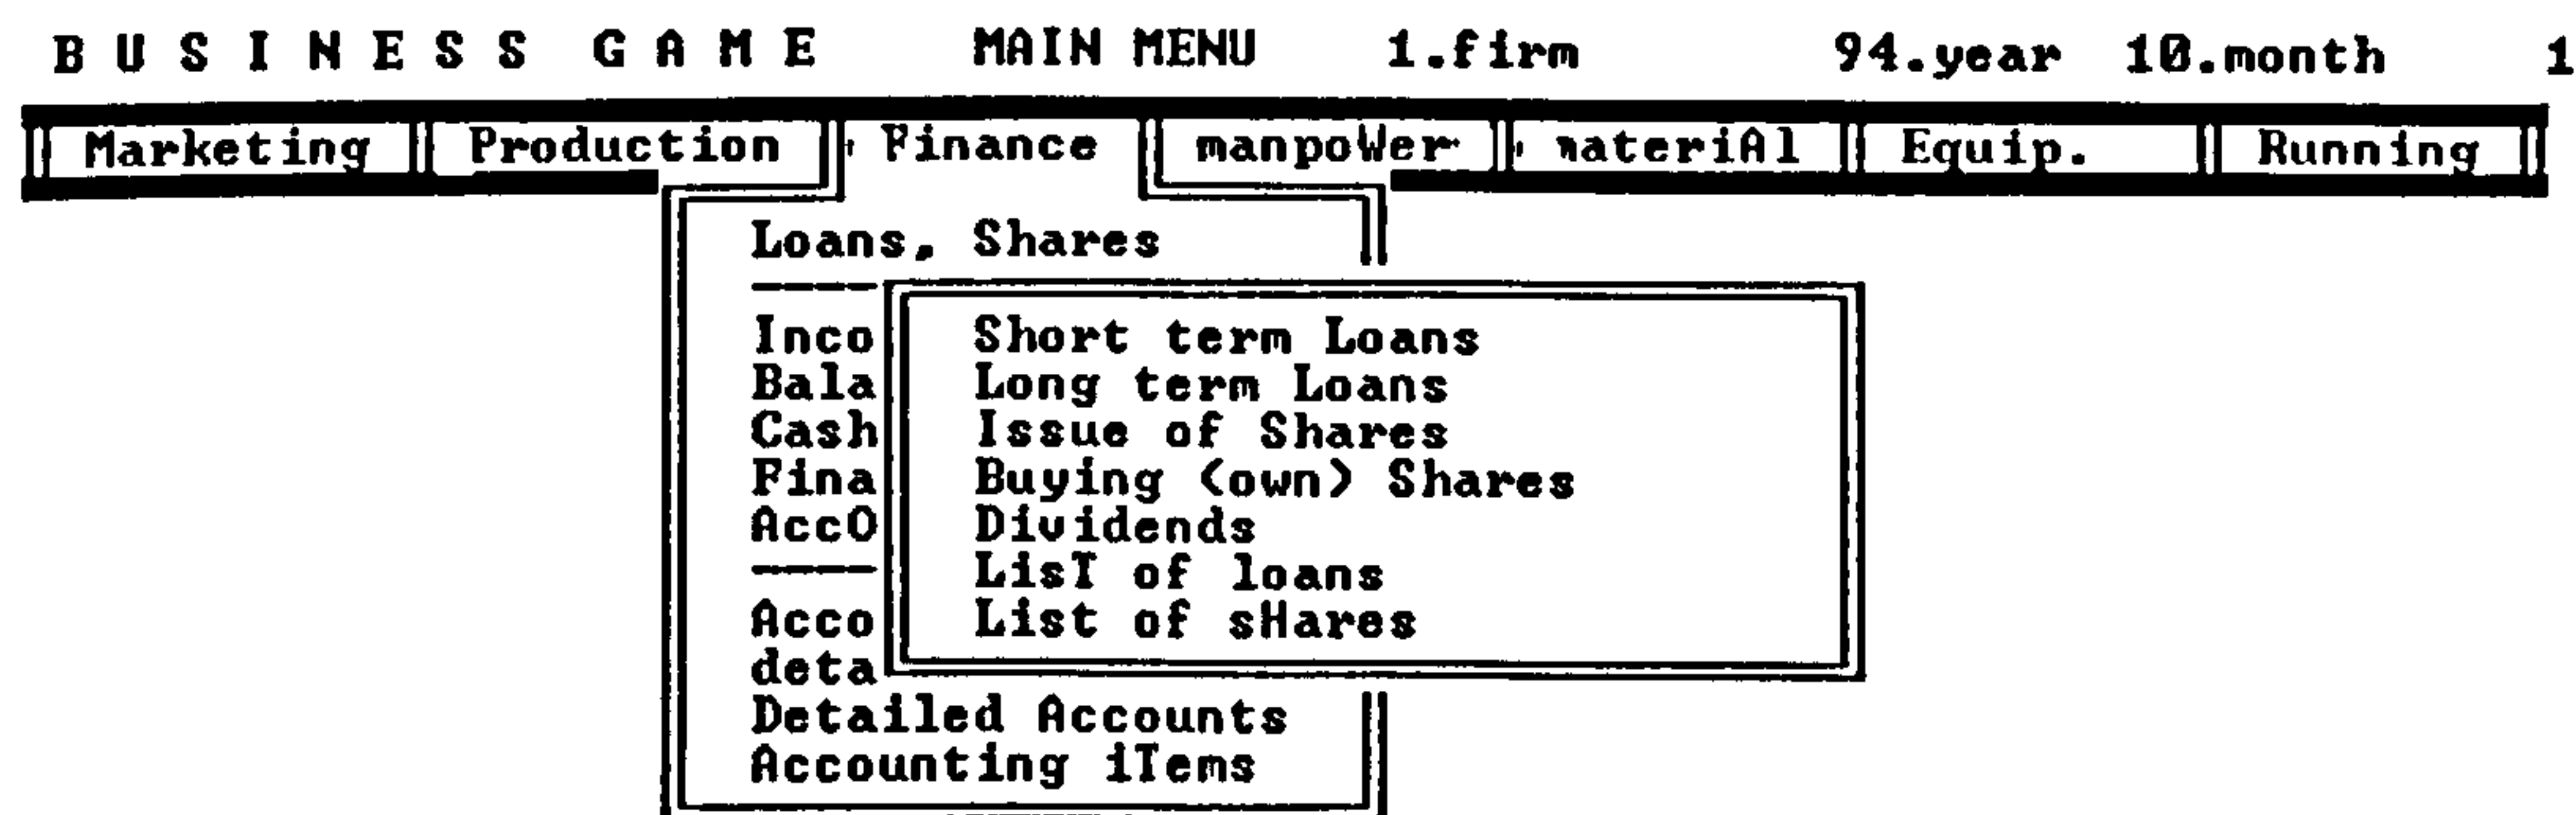 B U S I N E S S G A M E MAIN MENU 1.firm 94.year 10.month 1
Marketing Production Finance manpoWer materiAl Equip. Running
Loans, Shares
Inco Short term Loans
Bala Long term Loans
Cash Issue of Shares
Fina Buying (own) Shares
AccO Dividends
LisT of loans
Acco List of sHares
deta
Detailed Accounts
Accounting iTems